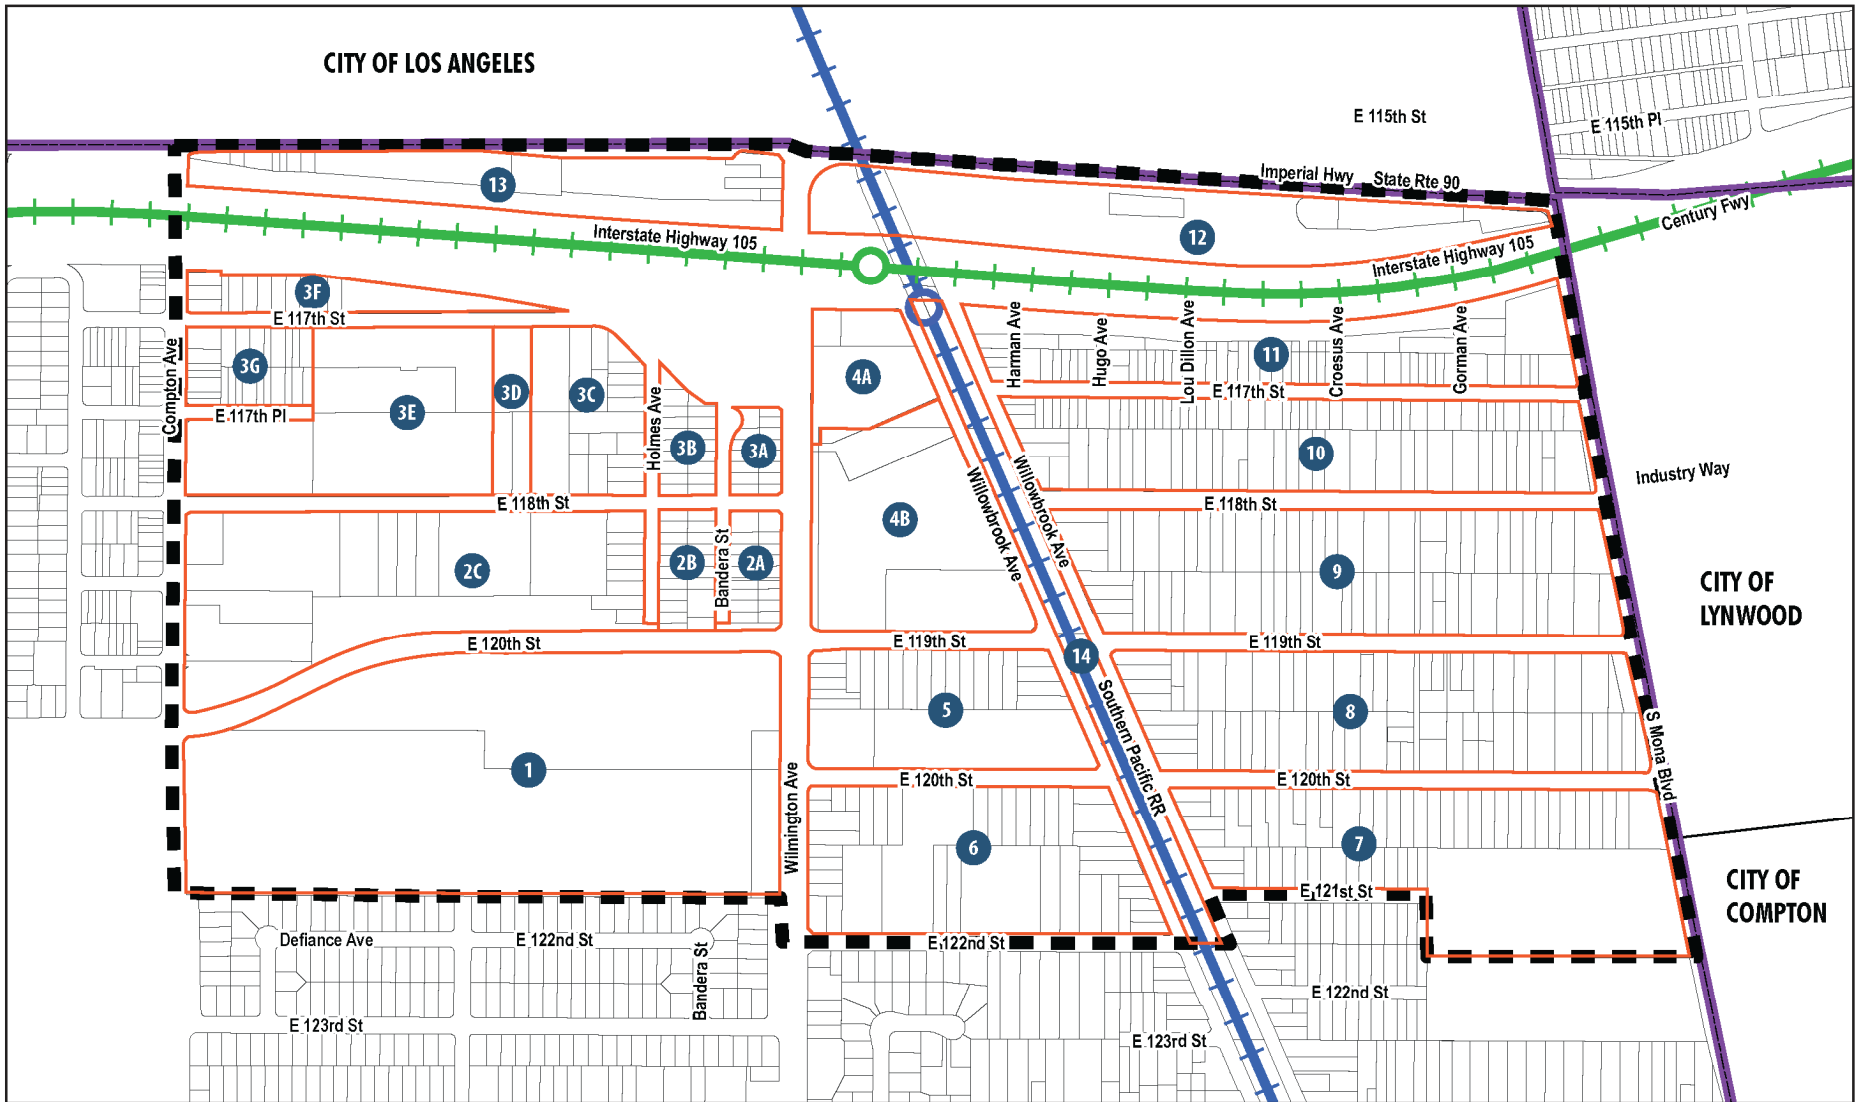 CITY OF LOS ANGELES
E 115th St
E 115th Pl
Imperial Hwy
State Rte 90
13
Century Fwy
12
Interstate Highway 105
Interstate Highway 105
3F
E 117th St
Harman Ave
Hugo Ave
Lou Dillon Ave
Croesus Ave
Gorman Ave
Compton Ave
3G
11
4A
3D
3C
E 117th St
E 117th Pl
3E
Holmes Ave
3B
3A
10
Willowbrook Ave
Willowbrook Ave
Industry Way
E 118th St
E 118th St
4B
2C
2B
Bandera St
2A
9
CITY OF
LYNWOOD
E 120th St
E 119th St
E 119th St
14
5
8
Southern Pacific RR
S Mona Blvd
1
E 120th St
E 120th St
Wilmington Ave
6
7
E 121st St
CITY OF
COMPTON
Defiance Ave
E 122nd St
Bandera St
E 122nd St
E 122nd St
E 123rd St
E 123rd St